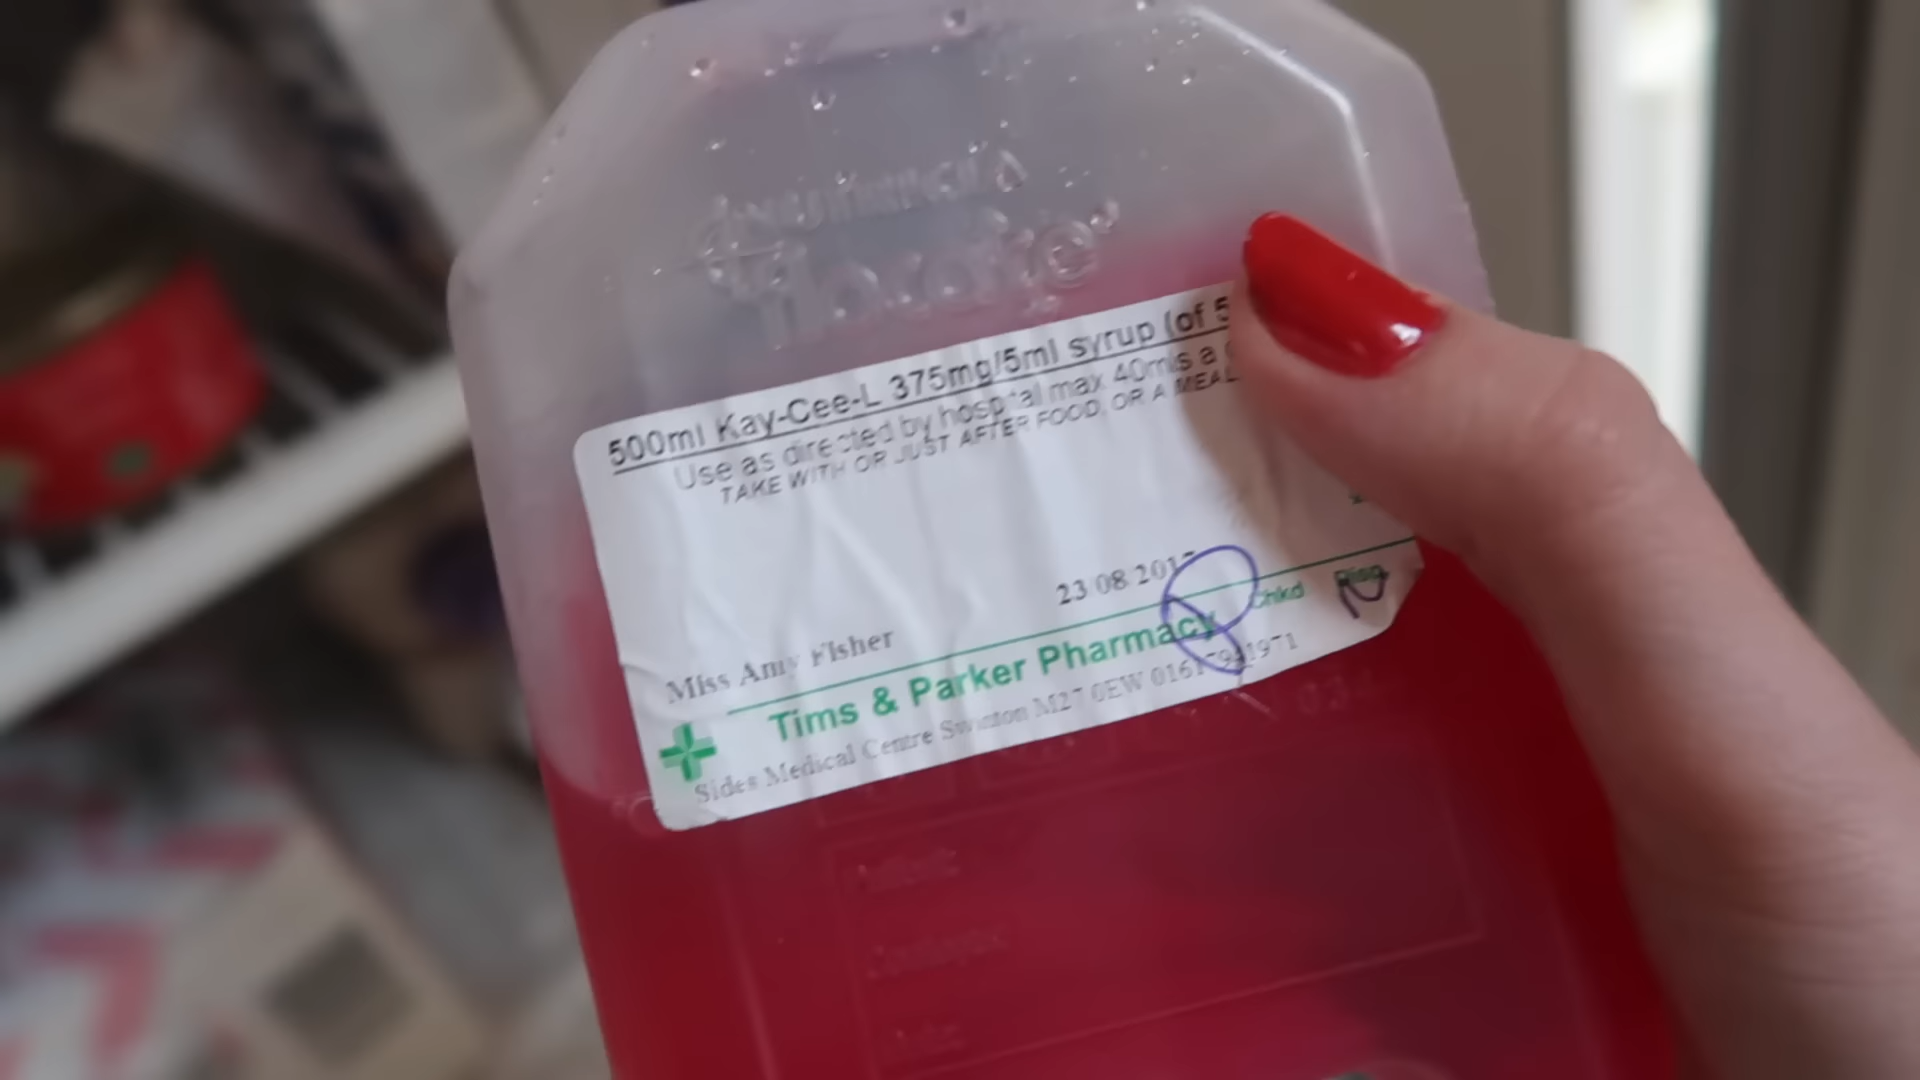 500ml Kay-Cee-L 375mg/5ml syrup (of 5
Use as directed by hospital max 40mls a
TAKE WITH OR JUST AFTER FOOD, OR A MEAL
23 08 201
Chkd Disp
Miss Amy Fisher
Tims & Parker Pharmacy
Sides Medical Centre Swinton M27 0EW 0161